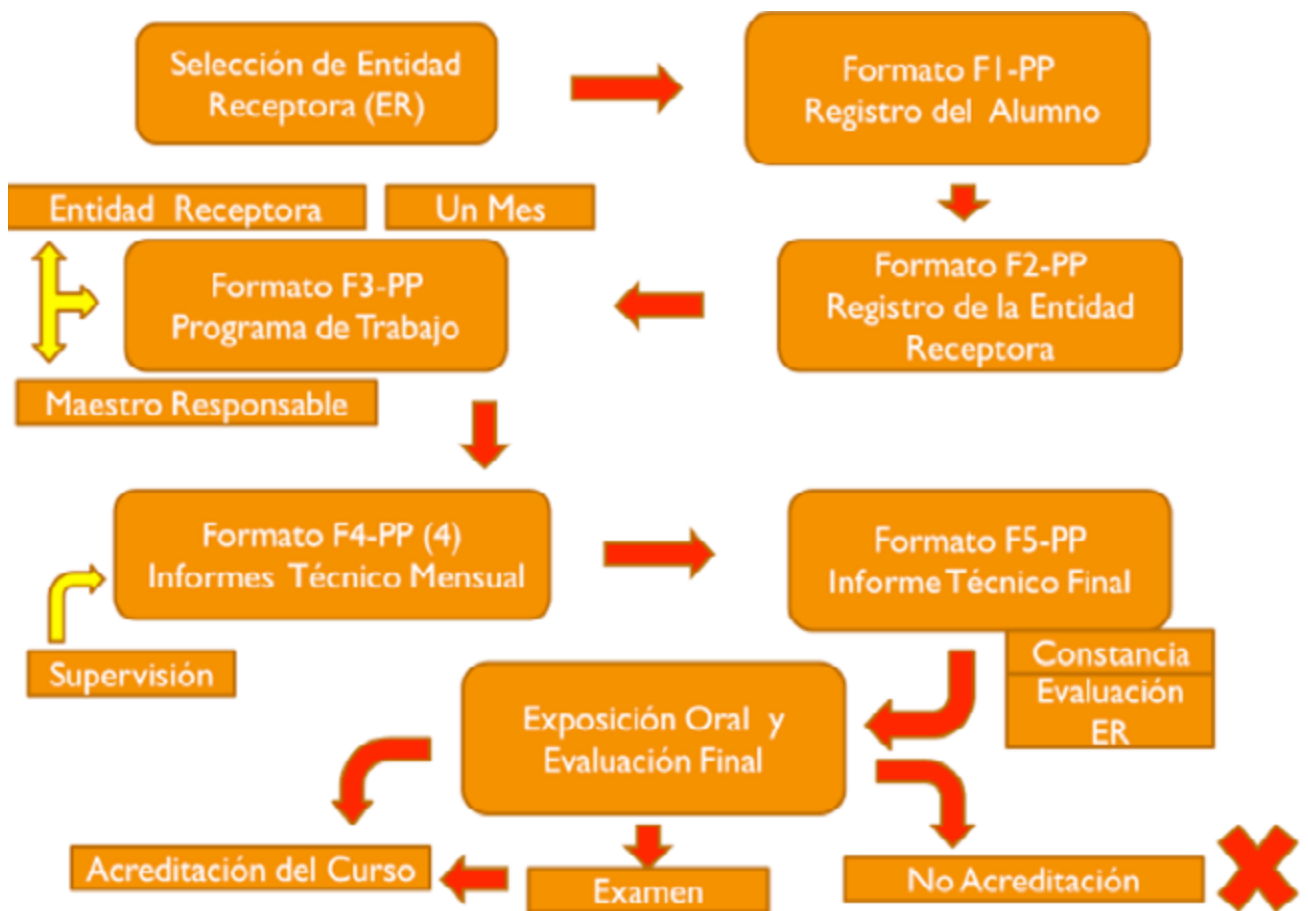 Selección de Entidad
Receptora (ER)
Formato F1-PP
Registro del Alumno
Entidad Receptora
Un Mes
Formato F3-PP
Programa de Trabajo
Formato F2-PP
Registro de la Entidad
Receptora
Maestro Responsable
Formato F4-PP (4)
Informes Técnico Mensual
Formato F5-PP
Informe Técnico Final
Supervisión
Constancia
Evaluación
ER
Exposición Oral y
Evaluación Final
Acreditación del Curso
Examen
No Acreditación